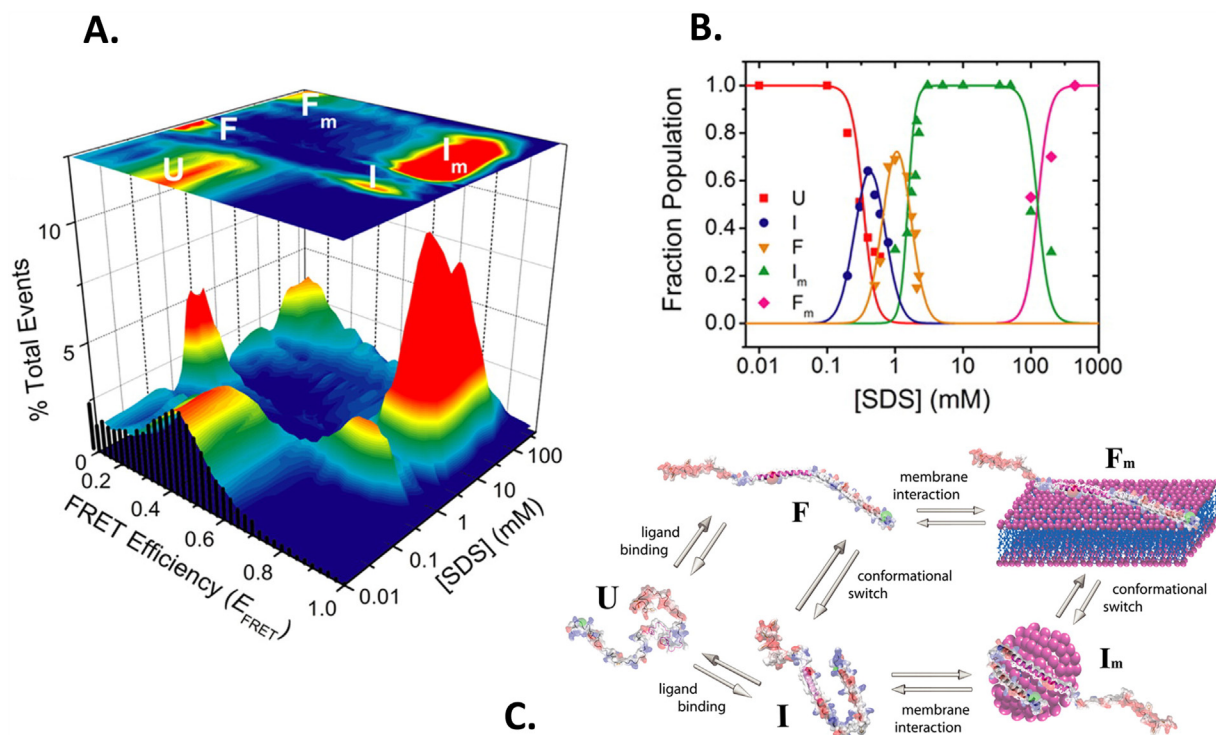 A.
F
Fm
U
I
Im
10
5
0
% Total Events
0.2
0.4
0.6
0.8
1.0
FRET Efficiency (EFRET)
0.01
0.1
1
10
100
[SDS] (mM)
B.
1.0
0.8
0.6
0.4
0.2
0.0
Fraction Population
U
I
F
Im
Fm
0.01 0.1 1 10 100 1000
[SDS] (mM)
C.
F
membrane
interaction
Fm
ligand
binding
conformational
switch
conformational
switch
U
ligand
binding
I
membrane
interaction
Im